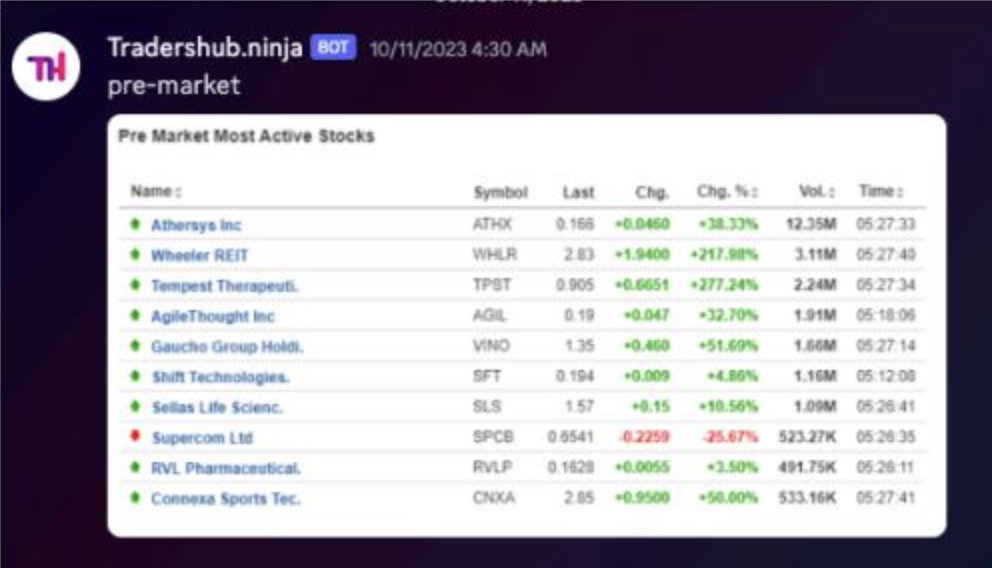 TH
Tradershub.ninja BOT 10/11/2023 4:30 AM
pre-market
Pre Market Most Active Stocks
Name Symbol Last Chg. Chg. % Vol. Time
Athersys Inc ATHX 0.166 +0.0460 +38.33% 12.35M 05:27:33
Wheeler REIT WHLR 2.83 +1.9400 +217.98% 3.11M 05:27:40
Tempest Therapeuti. TPST 0.905 +0.6651 +277.24% 2.24M 05:27:34
AgileThought Inc AGIL 0.19 +0.047 +32.70% 1.91M 05:18:06
Gaucho Group Holdi. VINO 1.35 +0.460 +51.69% 1.66M 05:27:14
Shift Technologies. SFT 0.194 +0.009 +4.86% 1.16M 05:12:08
Sellas Life Scienc. SLS 1.57 +0.15 +10.56% 1.09M 05:26:41
Supercom Ltd SPCB 0.6541 -0.2259 -25.67% 523.27K 05:26:35
RVL Pharmaceutical. RVLP 0.1628 +0.0055 +3.50% 491.75K 05:26:11
Connexa Sports Tec. CNXA 2.85 +0.9500 +50.00% 533.16K 05:27:41